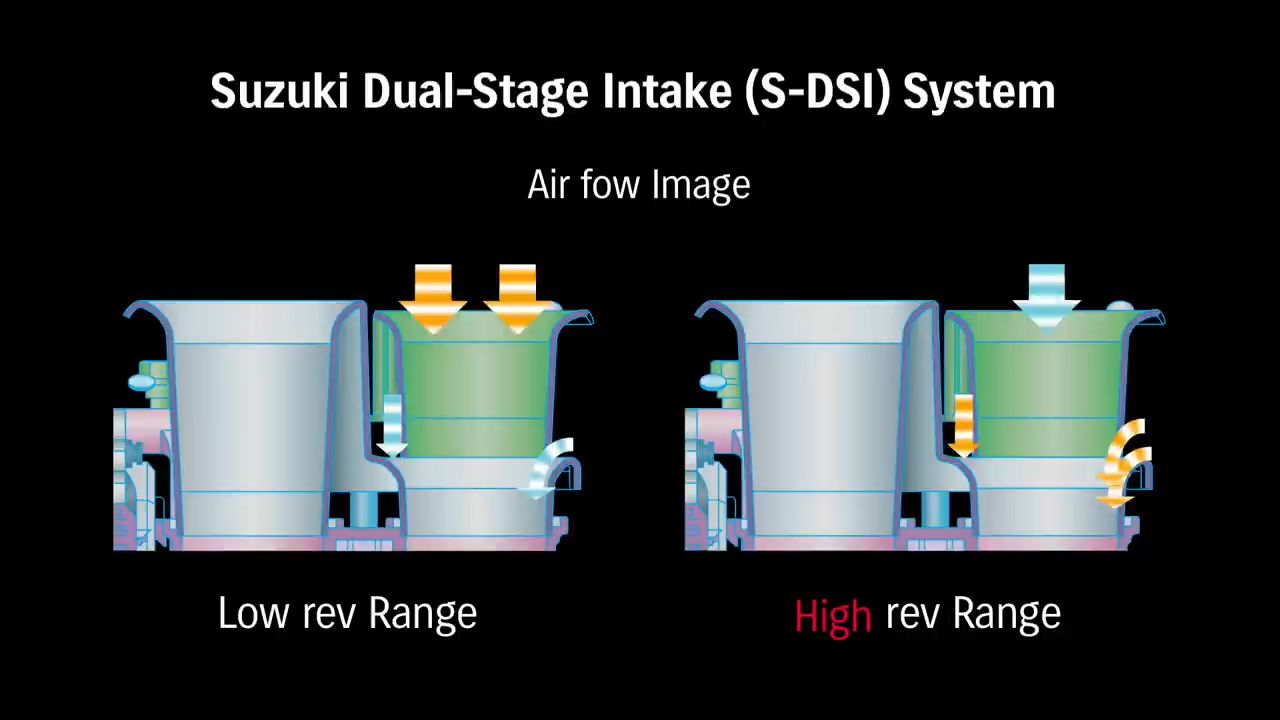 Suzuki Dual-Stage Intake (S-DSI) System
Air fow Image
Low rev Range
High rev Range